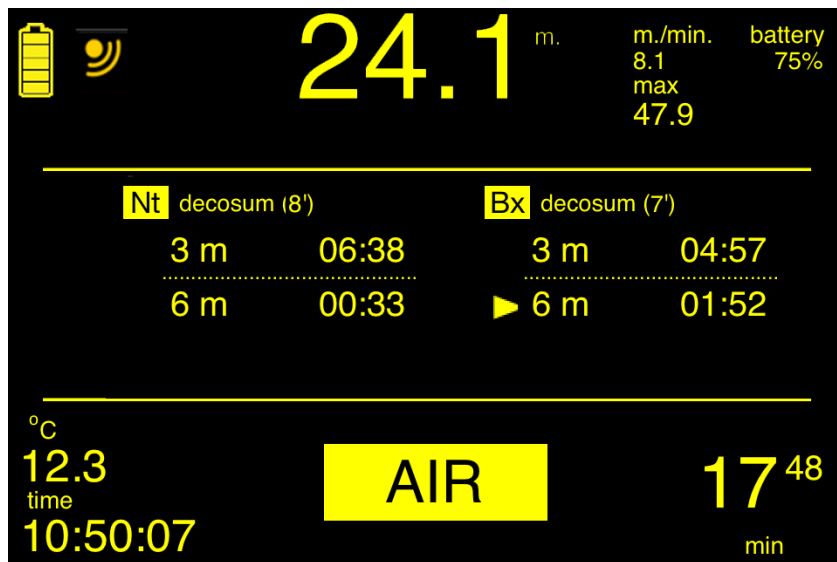 24.1 m.
m./min. battery
8.1 75%
max
47.9
Nt decosum (8')
3 m 06:38
6 m 00:33
Bx decosum (7')
3 m 04:57
6 m 01:52
°C
12.3
time
10:50:07
AIR
17 48
min